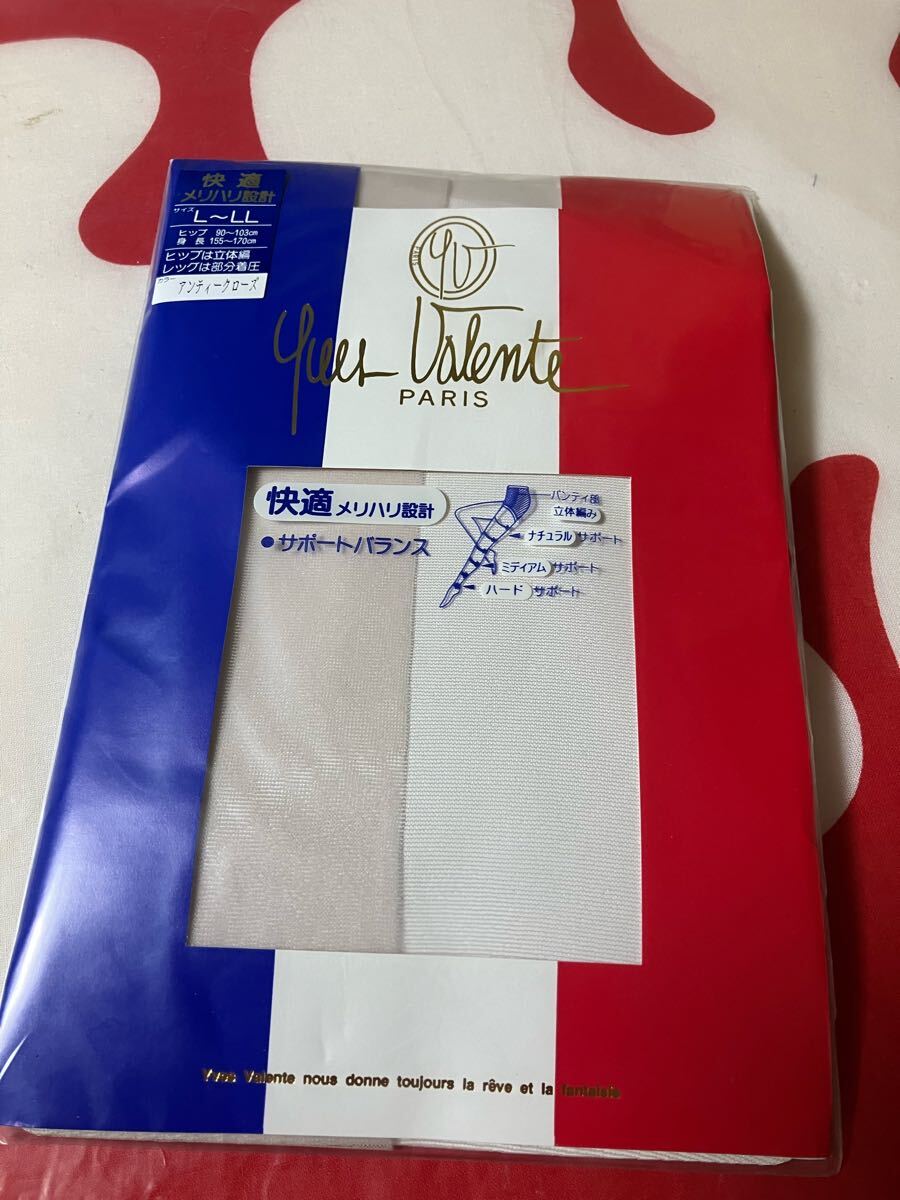 快適
メリハリ設計
サイズ L~LL
ヒップ 90~103cm
身長 155~170cm
ヒップは立体編
レッグは部分着圧
カラー アンティークローズ
YV
PARIS
Yves Valente
PARIS
快適 メリハリ設計
●サポートバランス
パンティ部
立体編み
ナチュラル サポート
ミディアム サポート
ハード サポート
Yves Valente nous donne toujours la rêve et la fantaisie